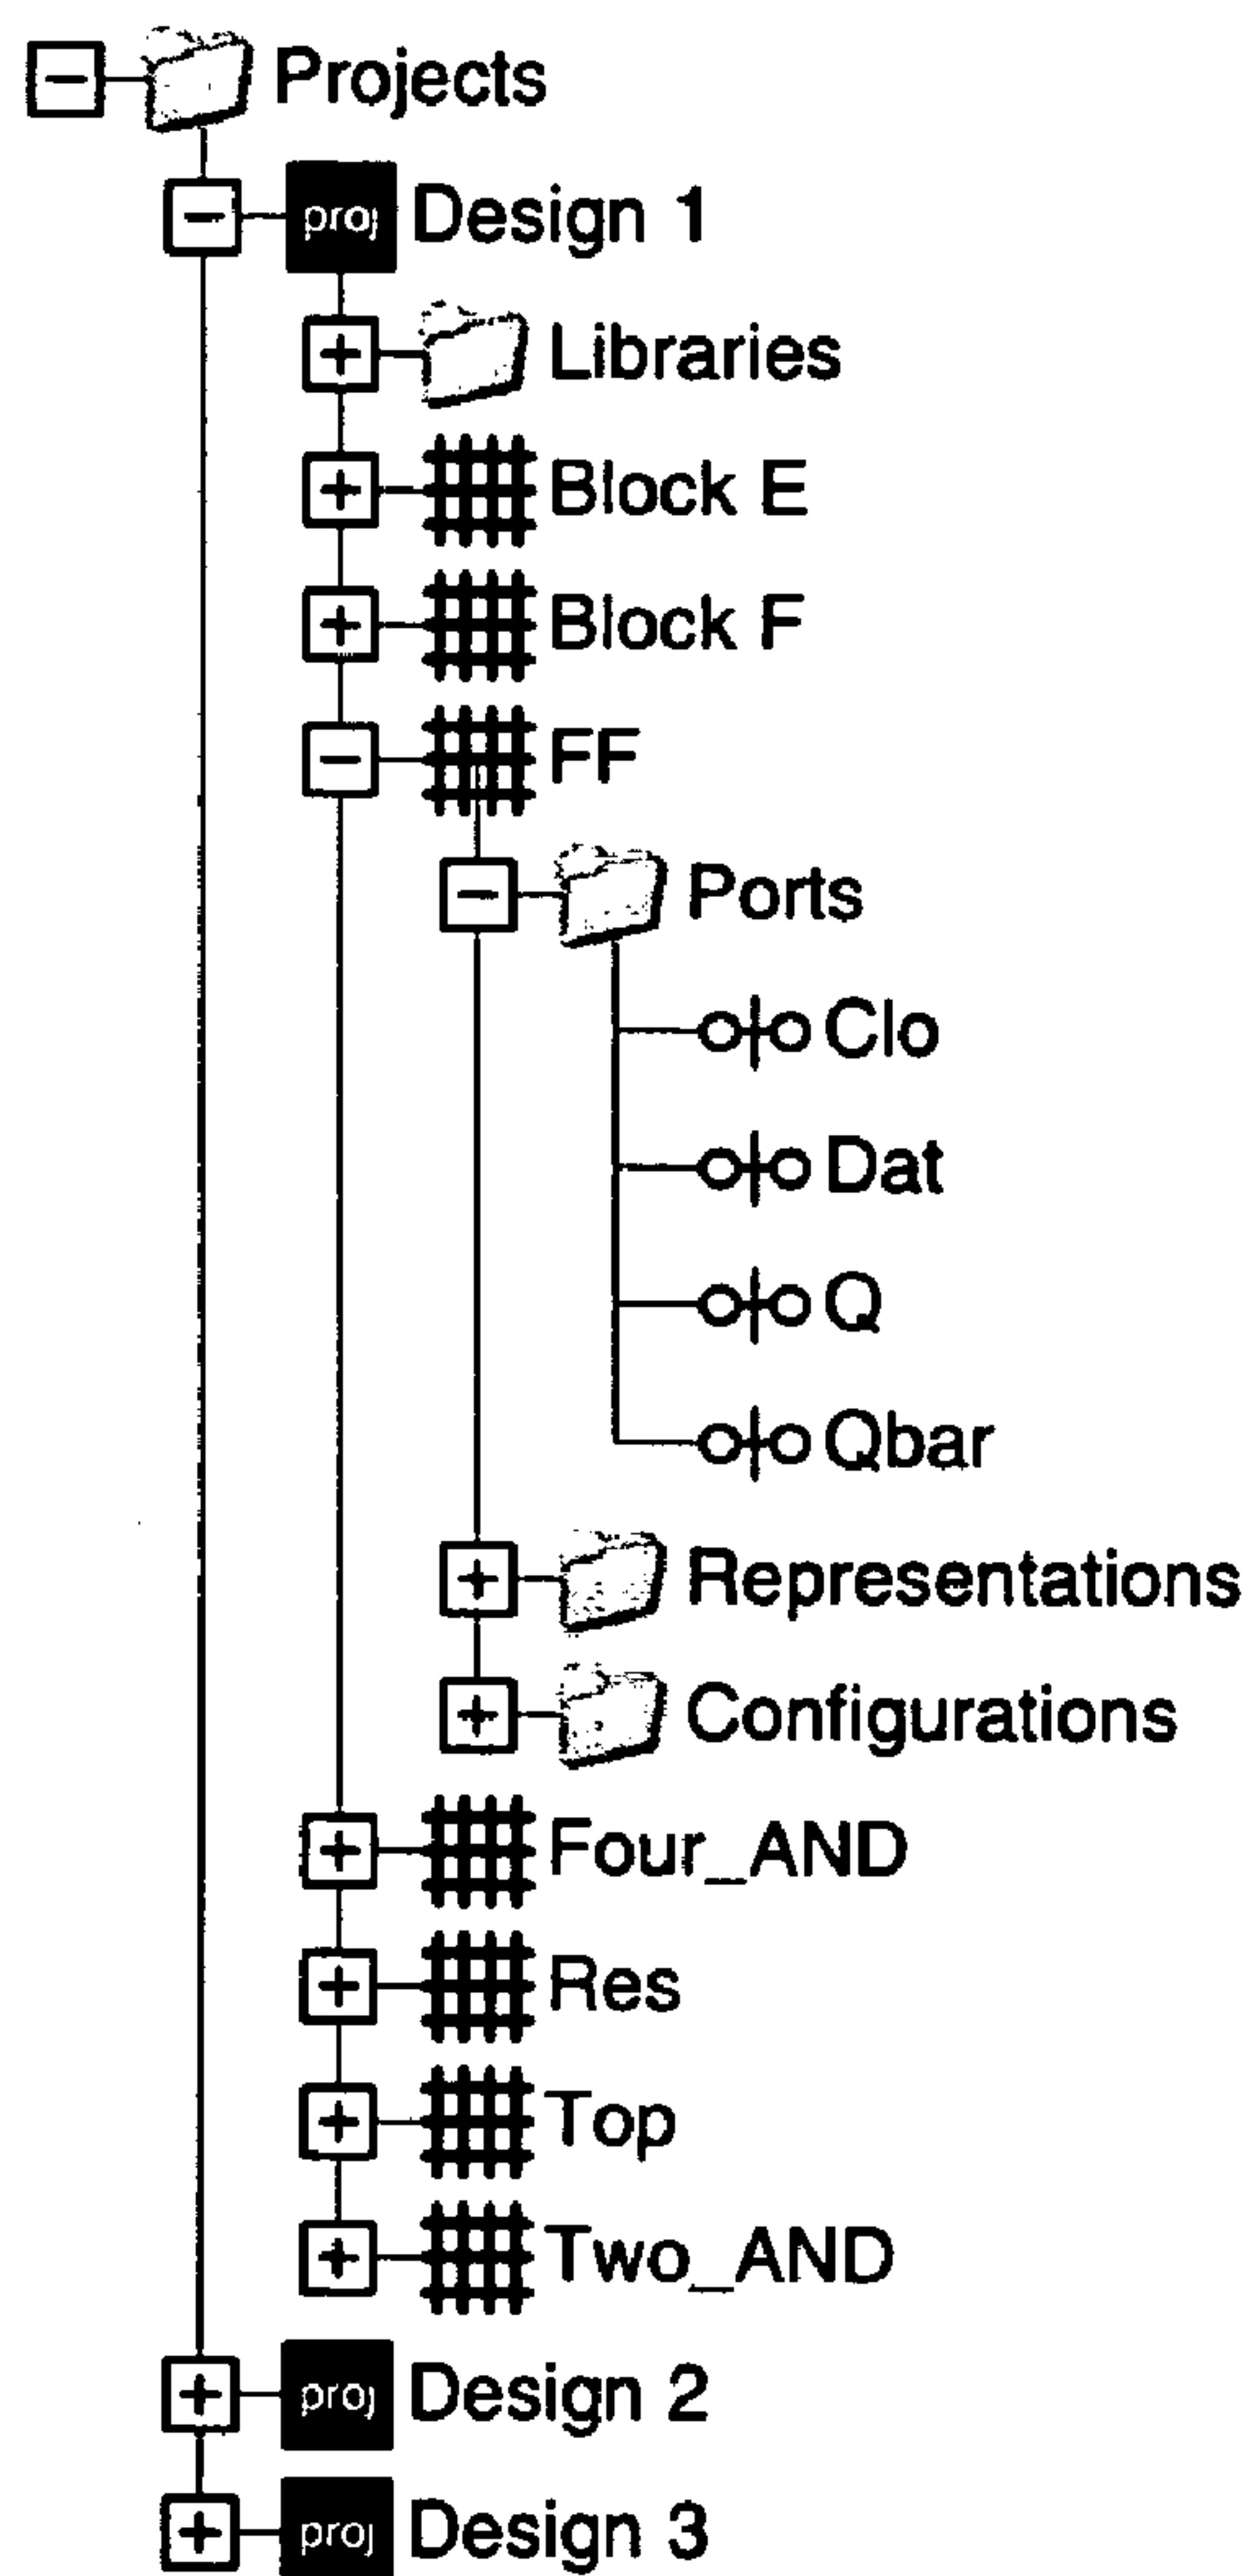 Projects
proj Design 1
Libraries
Block E
Block F
FF
Ports
Clo
Dat
Q
Qbar
Representations
Configurations
Four_AND
Res
Top
Two_AND
proj Design 2
proj Design 3